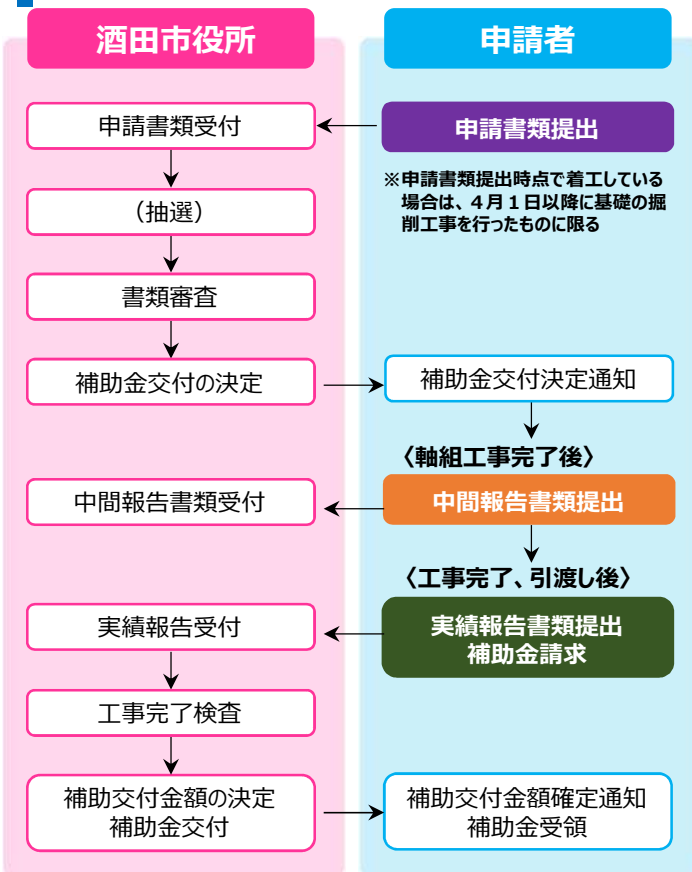 酒田市役所
申請者
申請書類受付
申請書類提出
※申請書類提出時点で着工している
場合は、4月1日以降に基礎の掘
削工事を行ったものに限る
（抽選）
書類審査
補助金交付の決定
補助金交付決定通知
〈軸組工事完了後〉
中間報告書類受付
中間報告書類提出
〈工事完了、引渡し後〉
実績報告受付
実績報告書類提出
補助金請求
工事完了検査
補助交付金額の決定
補助金交付
補助交付金額確定通知
補助金受領